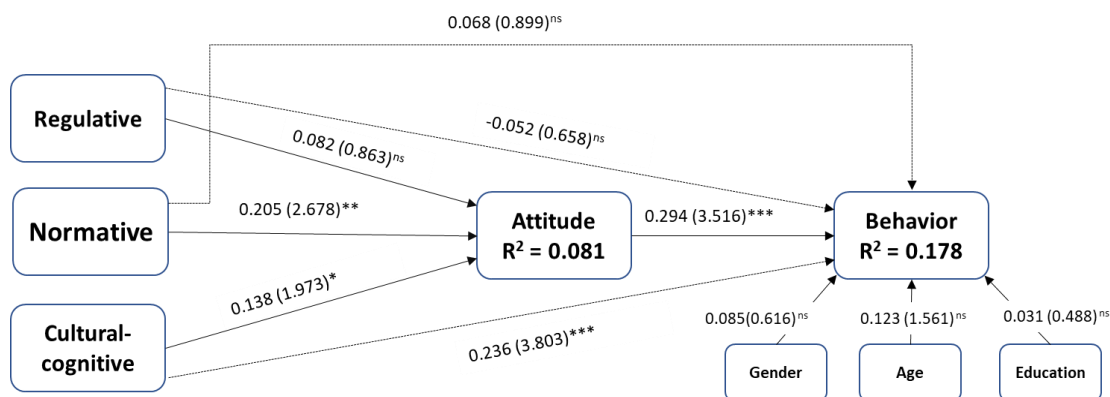 0.068 (0.899)ns
Regulative
-0.052 (0.658)ns
0.082 (0.863)ns
Normative
0.205 (2.678)**
Attitude
R2 = 0.081
0.294 (3.516)***
Behavior
R2 = 0.178
0.138 (1.973)*
Cultural-
cognitive
0.236 (3.803)***
0.085(0.616)ns
0.123 (1.561)ns
0.031 (0.488)ns
Gender
Age
Education